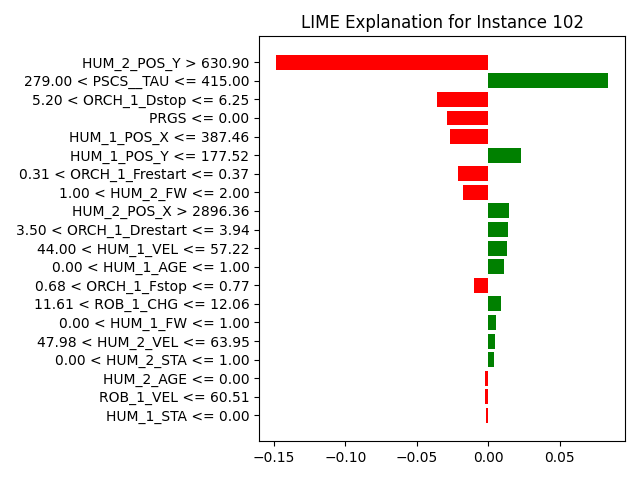 LIME Explanation for Instance 102
HUM_2_POS_Y > 630.90
279.00 < PSCS__TAU <= 415.00
5.20 < ORCH_1_Dstop <= 6.25
PRGS <= 0.00
HUM_1_POS_X <= 387.46
HUM_1_POS_Y <= 177.52
0.31 < ORCH_1_Frestart <= 0.37
1.00 < HUM_2_FW <= 2.00
HUM_2_POS_X > 2896.36
3.50 < ORCH_1_Drestart <= 3.94
44.00 < HUM_1_VEL <= 57.22
0.00 < HUM_1_AGE <= 1.00
0.68 < ORCH_1_Fstop <= 0.77
11.61 < ROB_1_CHG <= 12.06
0.00 < HUM_1_FW <= 1.00
47.98 < HUM_2_VEL <= 63.95
0.00 < HUM_2_STA <= 1.00
HUM_2_AGE <= 0.00
ROB_1_VEL <= 60.51
HUM_1_STA <= 0.00
−0.15 −0.10 −0.05 0.00 0.05